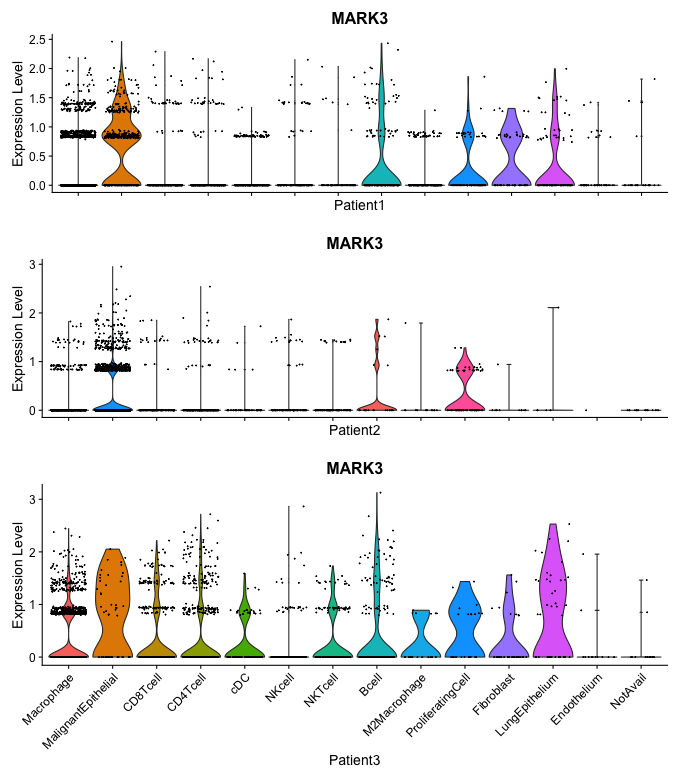 MARK3
Expression Level
2.5
2.0
1.5
1.0
0.5
0.0
Patient1
MARK3
Expression Level
3
2
1
0
Patient2
MARK3
Expression Level
3
2
1
0
Macrophage
MalignantEpithelial
CD8Tcell
CD4Tcell
cDC
NKcell
NKTcell
Bcell
M2Macrophage
ProliferatingCell
Fibroblast
LungEpithelium
Endothelium
NotAvail
Patient3